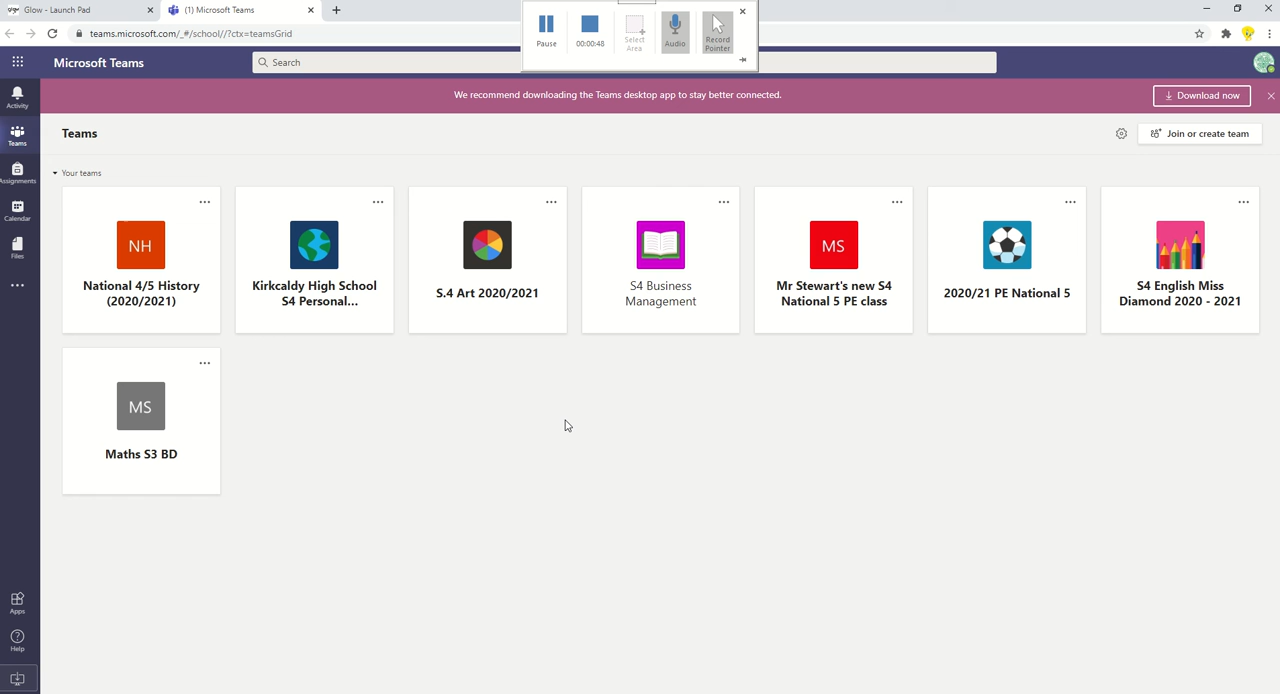 Glow - Launch Pad
(1) Microsoft Teams
teams.microsoft.com/_#/school//?ctx=teamsGrid
Pause
00:00:48
Select
Area
Audio
Record
Pointer
Microsoft Teams
Search
We recommend downloading the Teams desktop app to stay better connected.
Download now
Activity
Teams
Assignments
Calendar
Files
Apps
Help
Teams
Join or create team
Your teams
NH
National 4/5 History
(2020/2021)
Kirkcaldy High School
S4 Personal...
S.4 Art 2020/2021
S4 Business
Management
MS
Mr Stewart's new S4
National 5 PE class
2020/21 PE National 5
S4 English Miss
Diamond 2020 - 2021
MS
Maths S3 BD